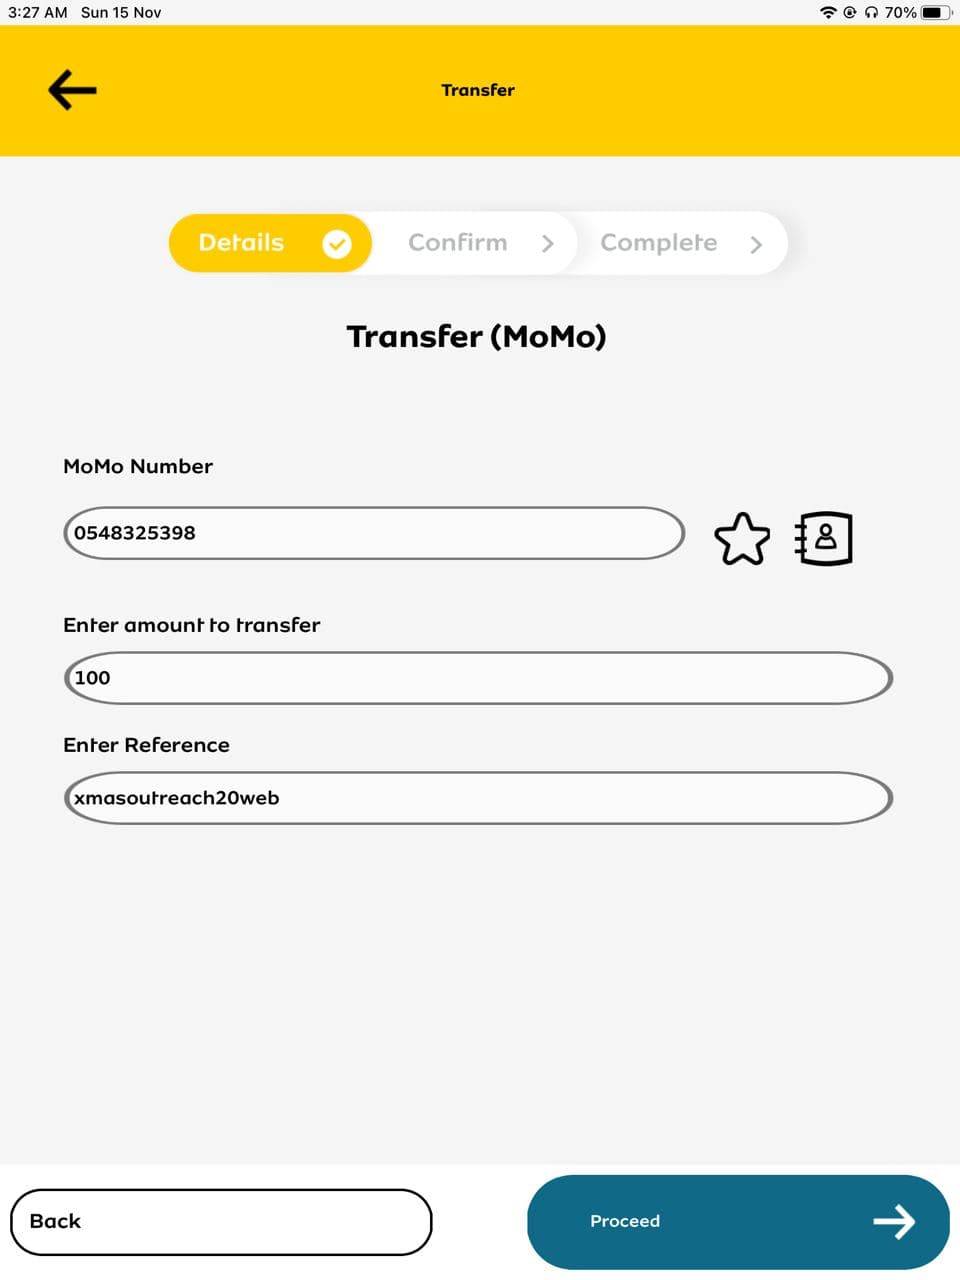 3:27 AM Sun 15 Nov 70%
Transfer
Details Confirm Complete
Transfer (MoMo)
MoMo Number
0548325398
Enter amount to transfer
100
Enter Reference
xmasoutreach20web
Back Proceed